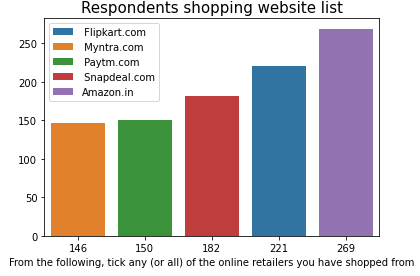 Respondents shopping website list
Flipkart.com
Myntra.com
Paytm.com
Snapdeal.com
Amazon.in
250
200
150
100
50
0
146 150 182 221 269
From the following, tick any (or all) of the online retailers you have shopped from